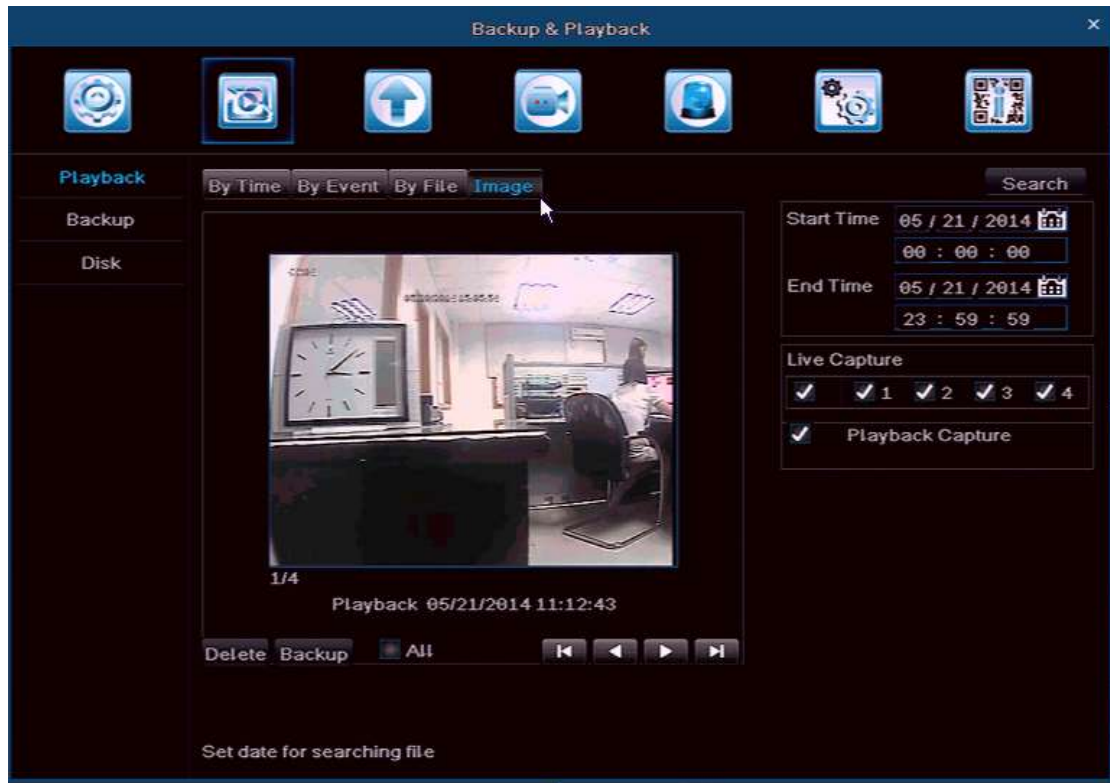 Backup & Playback
×
Playback
Backup
Disk
By Time By Event By File Image
Search
Start Time 05 / 21 / 2014
00 : 00 : 00
End Time 05 / 21 / 2014
23 : 59 : 59
Live Capture
1 2 3 4
Playback Capture
1/4
Playback 05/21/2014 11:12:43
Delete Backup All
Set date for searching file